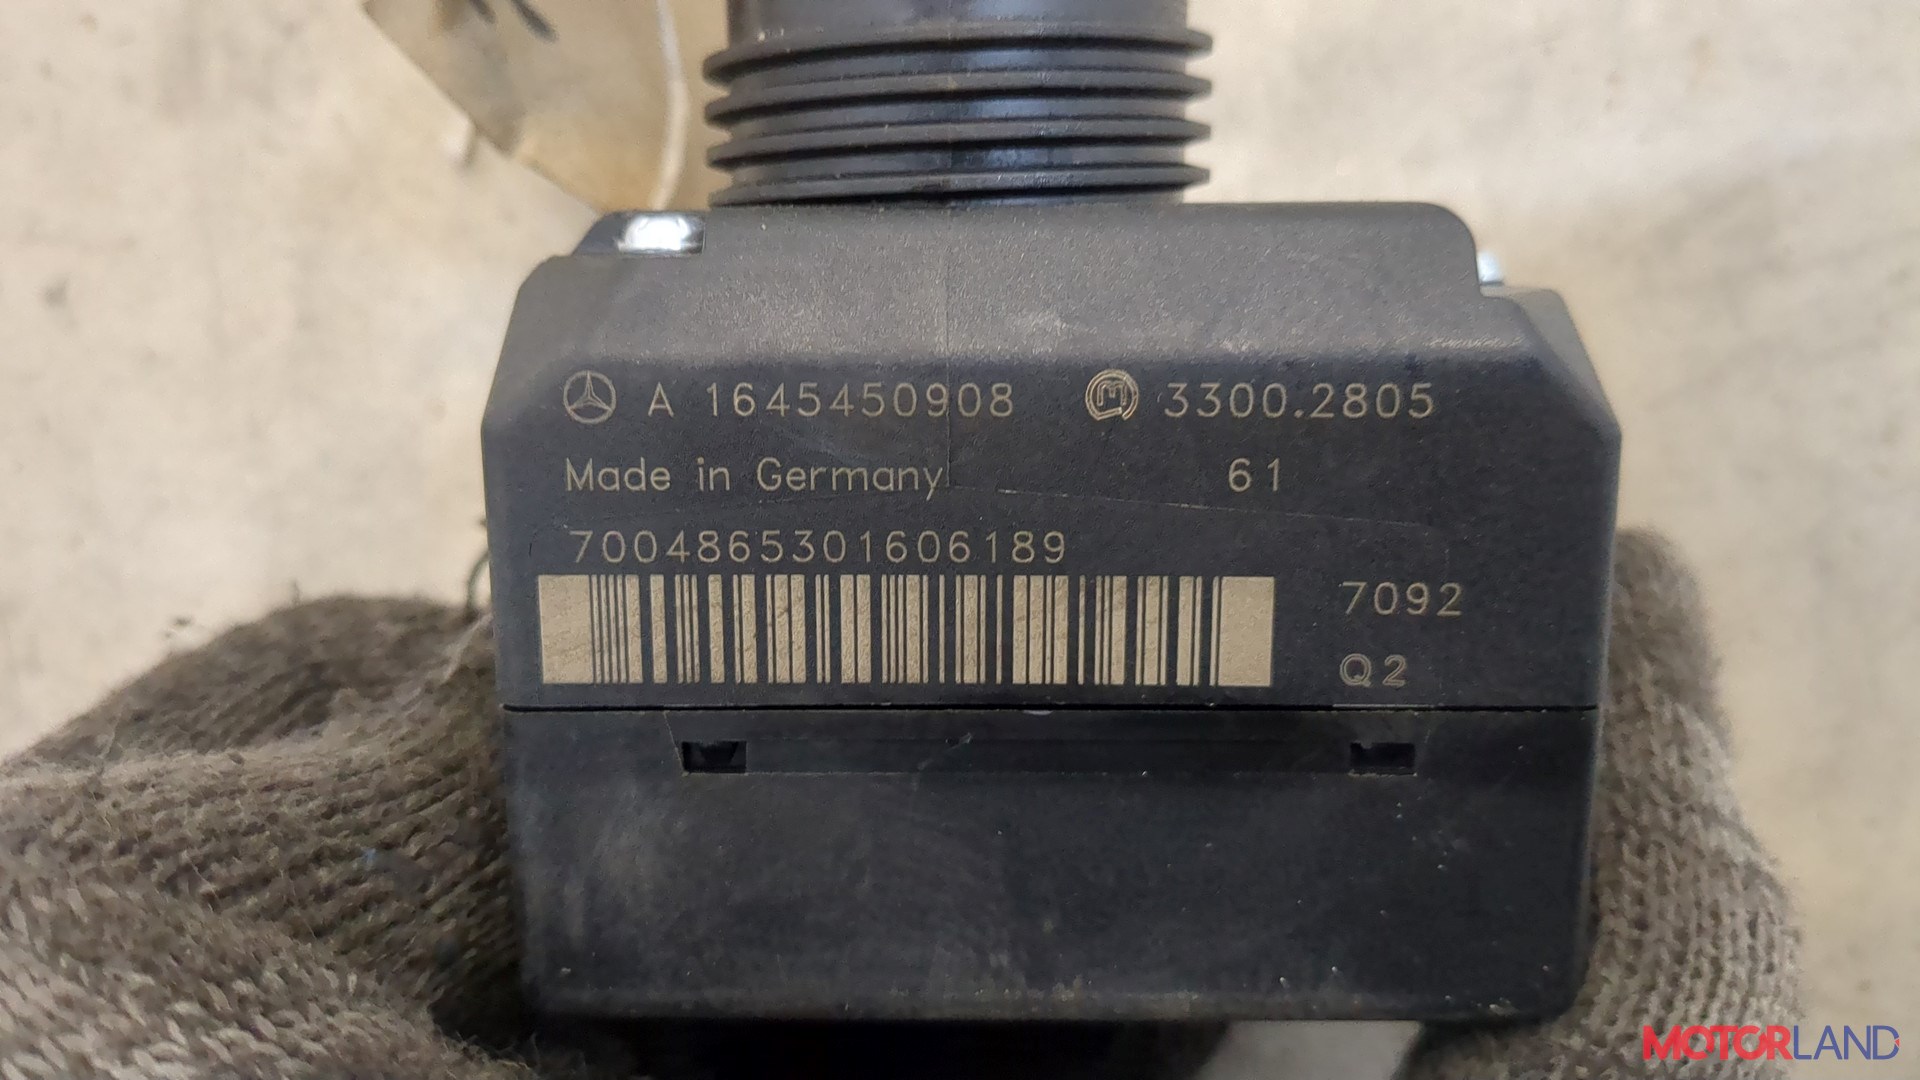 A 1645450908 M 3300.2805
Made in Germany 61
7004865301606189
7092
Q2
MOTORLAND